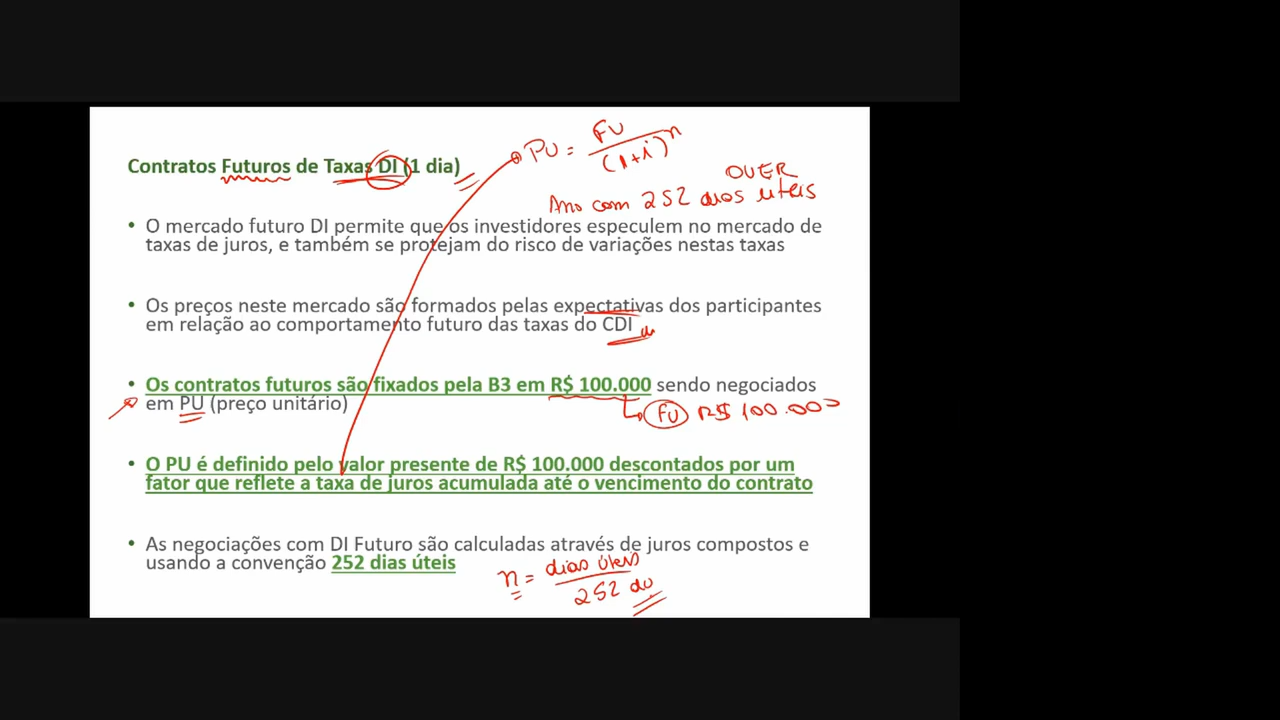 PU = FV
(1+i)^n
Contratos Futuros de Taxas DI (1 dia)
OVER
Ano com 252 dias úteis
• O mercado futuro DI permite que os investidores especulem no mercado de
taxas de juros, e também se protejam do risco de variações nestas taxas
• Os preços neste mercado são formados pelas expectativas dos participantes
em relação ao comportamento futuro das taxas do CDI
• Os contratos futuros são fixados pela B3 em R$ 100.000 sendo negociados
em PU (preço unitário)
FV R$ 100.000
• O PU é definido pelo valor presente de R$ 100.000 descontados por um
fator que reflete a taxa de juros acumulada até o vencimento do contrato
• As negociações com DI Futuro são calculadas através de juros compostos e
usando a convenção 252 dias úteis
n = dias úteis
252 du